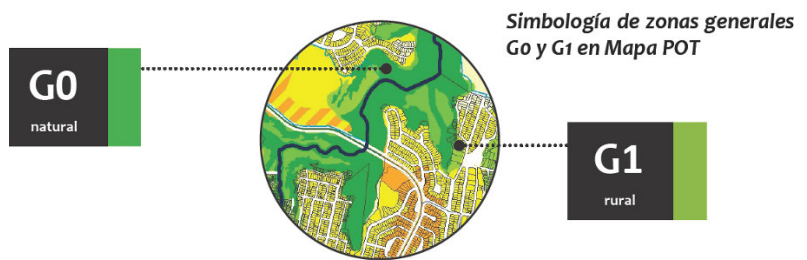 Simbología de zonas generales
G0 y G1 en Mapa POT
G0
natural
G1
rural